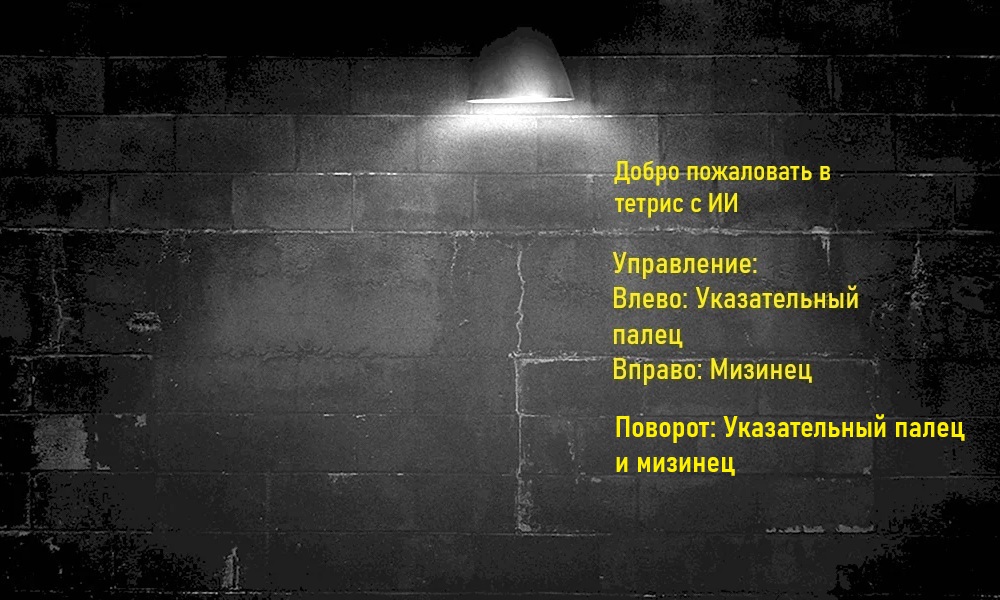 Добро пожаловать в
тетрис с ИИ
Управление:
Влево: Указательный
палец
Вправо: Мизинец
Поворот: Указательный палец
и мизинец